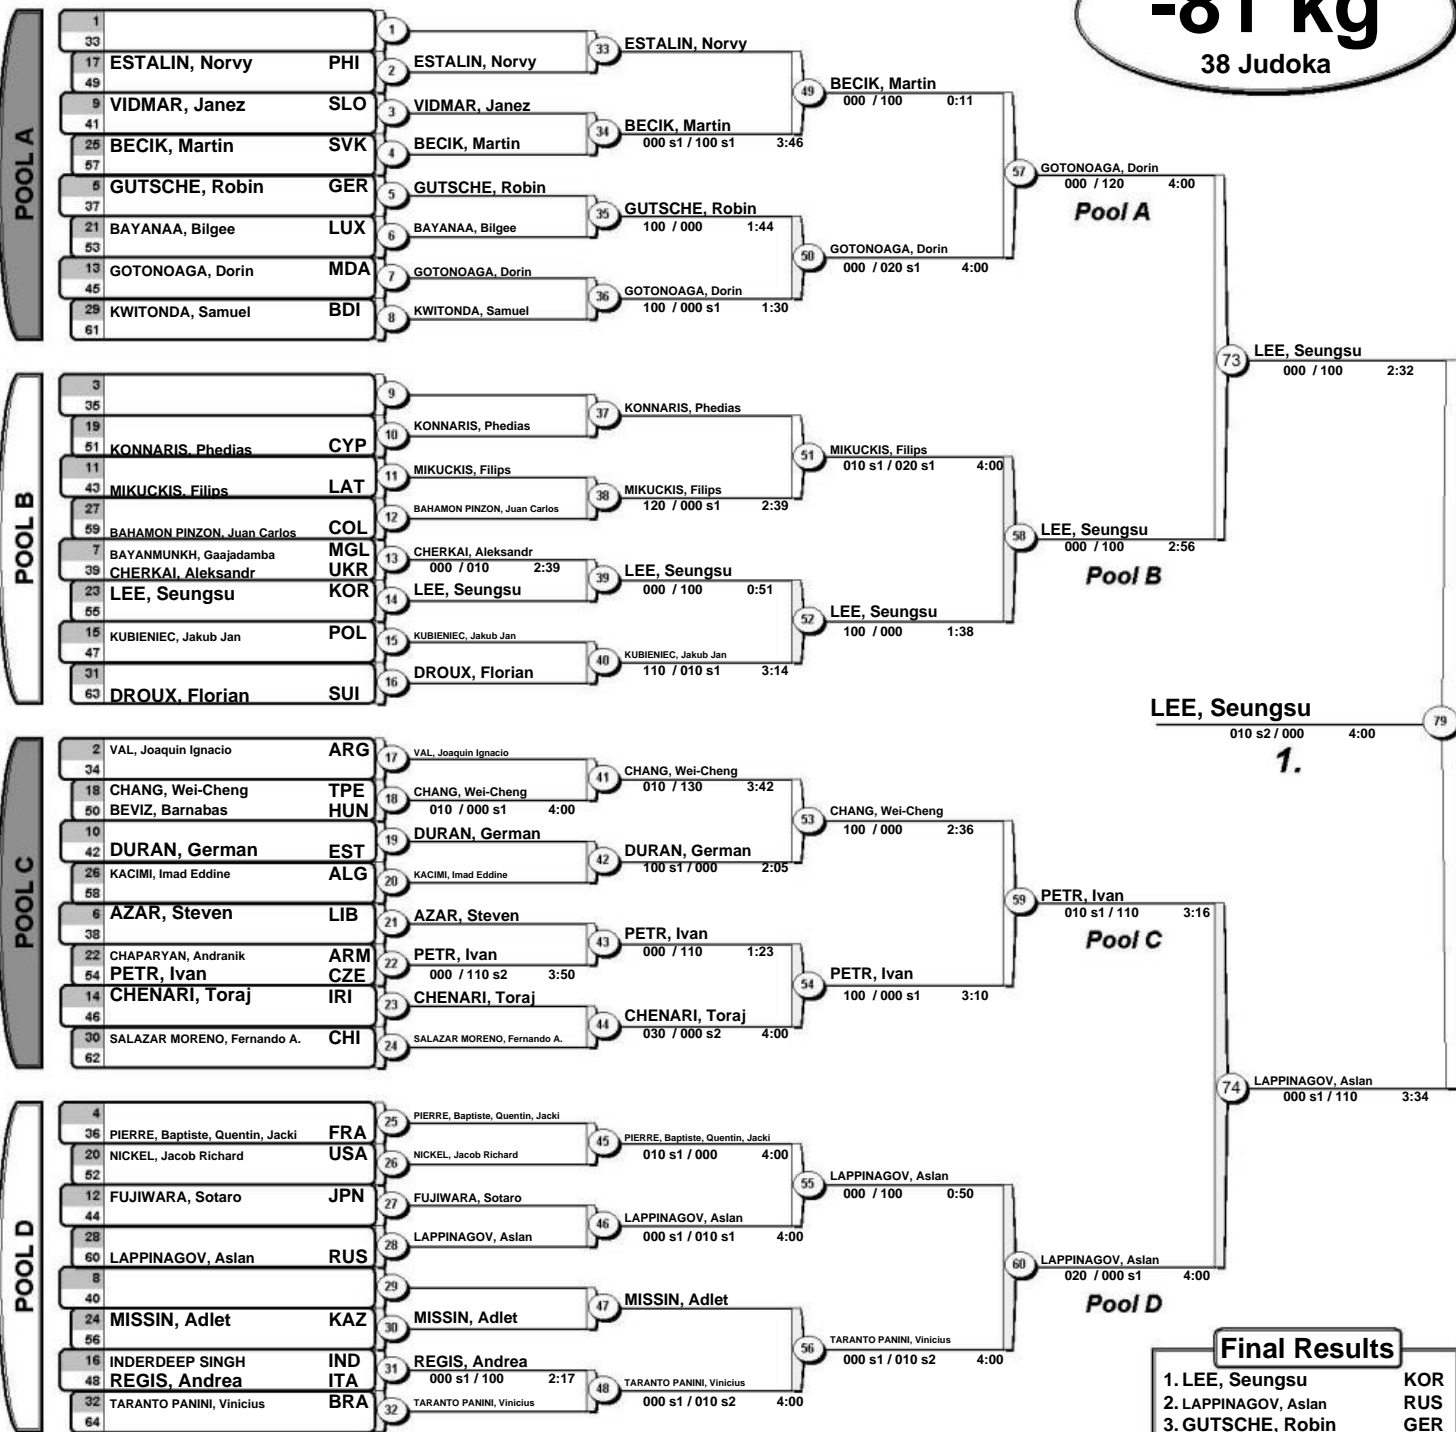 -81 kg
38 Judoka
POOL A
1
33
17 ESTALIN, Norvy PHI
49
9 VIDMAR, Janez SLO
41
25 BECIK, Martin SVK
57
5 GUTSCHE, Robin GER
37
21 BAYANAA, Bilgee LUX
53
13 GOTONOAGA, Dorin MDA
45
29 KWITONDA, Samuel BDI
61
1
2 ESTALIN, Norvy
3 VIDMAR, Janez
4 BECIK, Martin
5 GUTSCHE, Robin
6 BAYANAA, Bilgee
7 GOTONOAGA, Dorin
8 KWITONDA, Samuel
33 ESTALIN, Norvy
34 BECIK, Martin
000 s1 / 100 s1 3:46
35 GUTSCHE, Robin
100 / 000 1:44
36 GOTONOAGA, Dorin
100 / 000 s1 1:30
49 BECIK, Martin
000 / 100 0:11
50 GOTONOAGA, Dorin
000 / 020 s1 4:00
57 GOTONOAGA, Dorin
000 / 120 4:00
Pool A
POOL B
3
35
19
51 KONNARIS, Phedias CYP
11
43 MIKUCKIS, Filips LAT
27
59 BAHAMON PINZON, Juan Carlos COL
7 BAYANMUNKH, Gaajadamba MGL
39 CHERKAI, Aleksandr UKR
23 LEE, Seungsu KOR
55
15 KUBIENIEC, Jakub Jan POL
47
31
63 DROUX, Florian SUI
9
10 KONNARIS, Phedias
11 MIKUCKIS, Filips
12 BAHAMON PINZON, Juan Carlos
13 CHERKAI, Aleksandr
000 / 010 2:39
14 LEE, Seungsu
15 KUBIENIEC, Jakub Jan
16 DROUX, Florian
37 KONNARIS, Phedias
38 MIKUCKIS, Filips
120 / 000 s1 2:39
39 LEE, Seungsu
000 / 100 0:51
40 KUBIENIEC, Jakub Jan
110 / 010 s1 3:14
51 MIKUCKIS, Filips
010 s1 / 020 s1 4:00
52 LEE, Seungsu
100 / 000 1:38
58 LEE, Seungsu
000 / 100 2:56
Pool B
73 LEE, Seungsu
000 / 100 2:32
LEE, Seungsu 79
010 s2 / 000 4:00
1.
POOL C
2 VAL, Joaquin Ignacio ARG
34
18 CHANG, Wei-Cheng TPE
50 BEVIZ, Barnabas HUN
10
42 DURAN, German EST
26 KACIMI, Imad Eddine ALG
58
6 AZAR, Steven LIB
38
22 CHAPARYAN, Andranik ARM
54 PETR, Ivan CZE
14 CHENARI, Toraj IRI
46
30 SALAZAR MORENO, Fernando A. CHI
62
17 VAL, Joaquin Ignacio
18 CHANG, Wei-Cheng
010 / 000 s1 4:00
19 DURAN, German
20 KACIMI, Imad Eddine
21 AZAR, Steven
22 PETR, Ivan
000 / 110 s2 3:50
23 CHENARI, Toraj
24 SALAZAR MORENO, Fernando A.
41 CHANG, Wei-Cheng
010 / 130 3:42
42 DURAN, German
100 s1 / 000 2:05
43 PETR, Ivan
000 / 110 1:23
44 CHENARI, Toraj
030 / 000 s2 4:00
53 CHANG, Wei-Cheng
100 / 000 2:36
54 PETR, Ivan
100 / 000 s1 3:10
59 PETR, Ivan
010 s1 / 110 3:16
Pool C
POOL D
4
36 PIERRE, Baptiste, Quentin, Jacki FRA
20 NICKEL, Jacob Richard USA
52
12 FUJIWARA, Sotaro JPN
44
28
60 LAPPINAGOV, Aslan RUS
8
40
24 MISSIN, Adlet KAZ
56
16 INDERDEEP SINGH IND
48 REGIS, Andrea ITA
32 TARANTO PANINI, Vinicius BRA
64
25 PIERRE, Baptiste, Quentin, Jacki
26 NICKEL, Jacob Richard
27 FUJIWARA, Sotaro
28 LAPPINAGOV, Aslan
29
30 MISSIN, Adlet
31 REGIS, Andrea
000 s1 / 100 2:17
32 TARANTO PANINI, Vinicius
45 PIERRE, Baptiste, Quentin, Jacki
010 s1 / 000 4:00
46 LAPPINAGOV, Aslan
000 s1 / 010 s1 4:00
47 MISSIN, Adlet
48 TARANTO PANINI, Vinicius
000 s1 / 010 s2 4:00
55 LAPPINAGOV, Aslan
000 / 100 0:50
56 TARANTO PANINI, Vinicius
000 s1 / 010 s2 4:00
60 LAPPINAGOV, Aslan
020 / 000 s1 4:00
Pool D
74 LAPPINAGOV, Aslan
000 s1 / 110 3:34
Final Results
1. LEE, Seungsu KOR
2. LAPPINAGOV, Aslan RUS
3. GUTSCHE, Robin GER